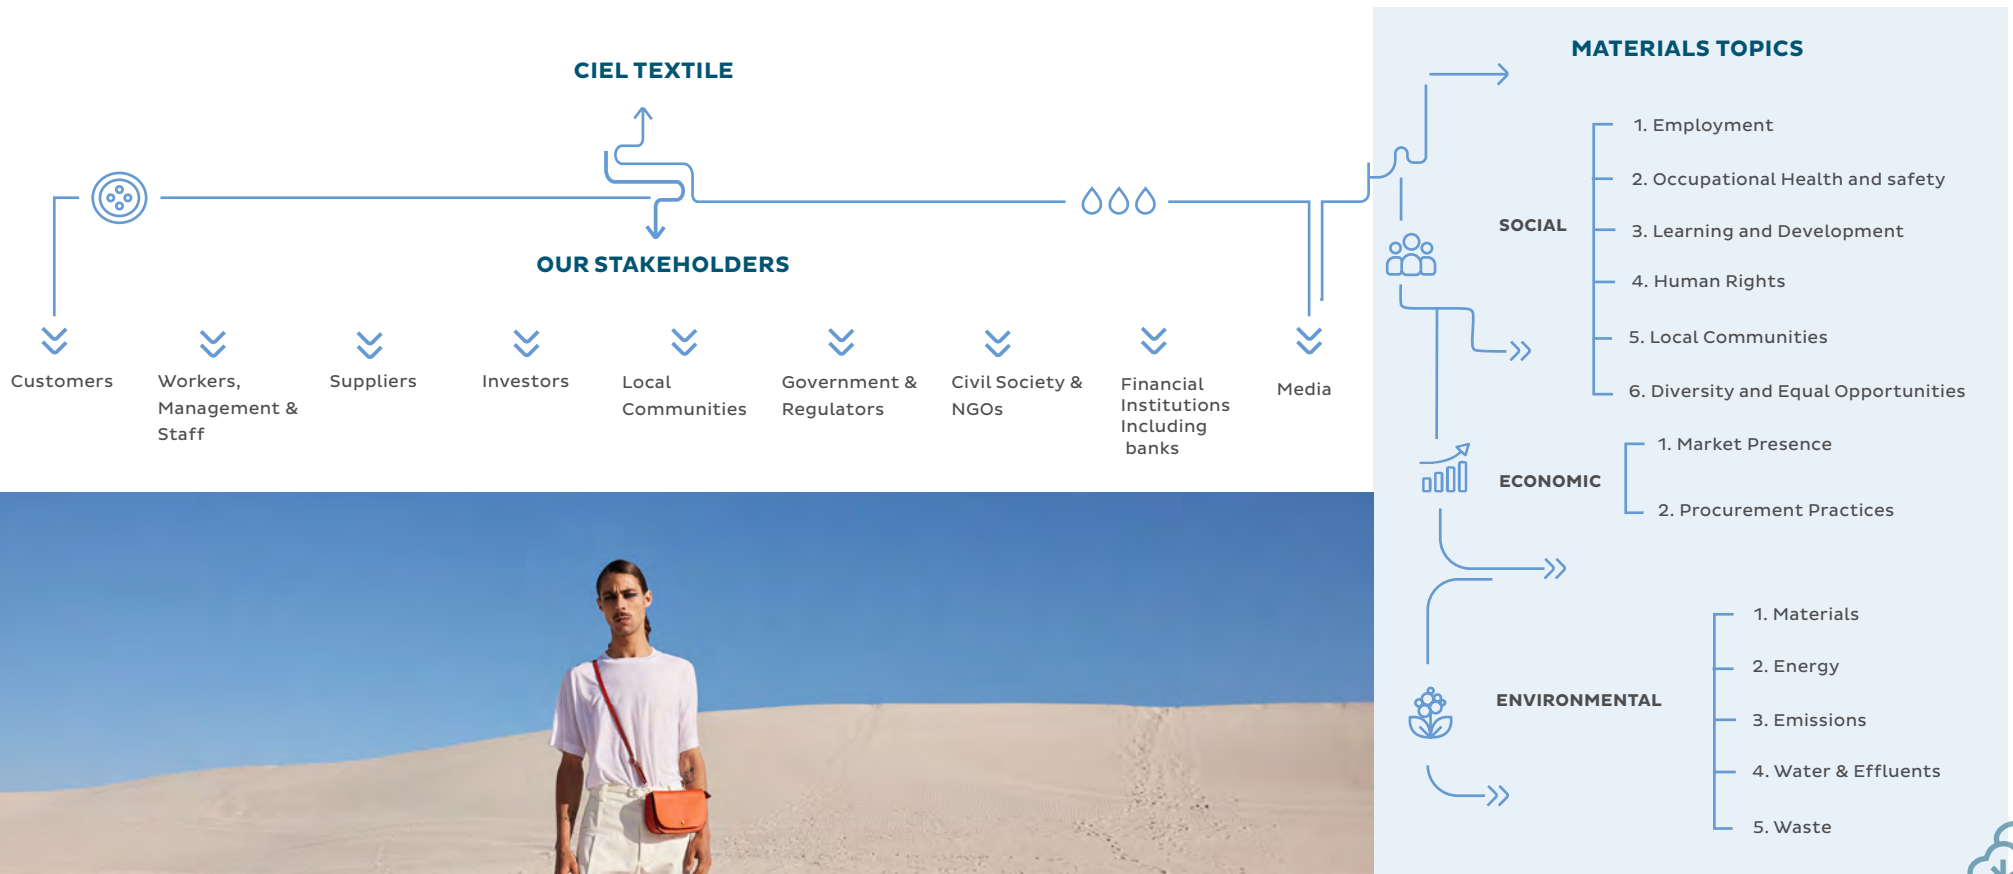 CIEL TEXTILE
OUR STAKEHOLDERS
Customers
Workers,
Management &
Staff
Suppliers
Investors
Local
Communities
Government &
Regulators
Civil Society &
NGOs
Financial
Institutions
Including
banks
Media
MATERIALS TOPICS
SOCIAL
1. Employment
2. Occupational Health and safety
3. Learning and Development
4. Human Rights
5. Local Communities
6. Diversity and Equal Opportunities
ECONOMIC
1. Market Presence
2. Procurement Practices
ENVIRONMENTAL
1. Materials
2. Energy
3. Emissions
4. Water & Effluents
5. Waste